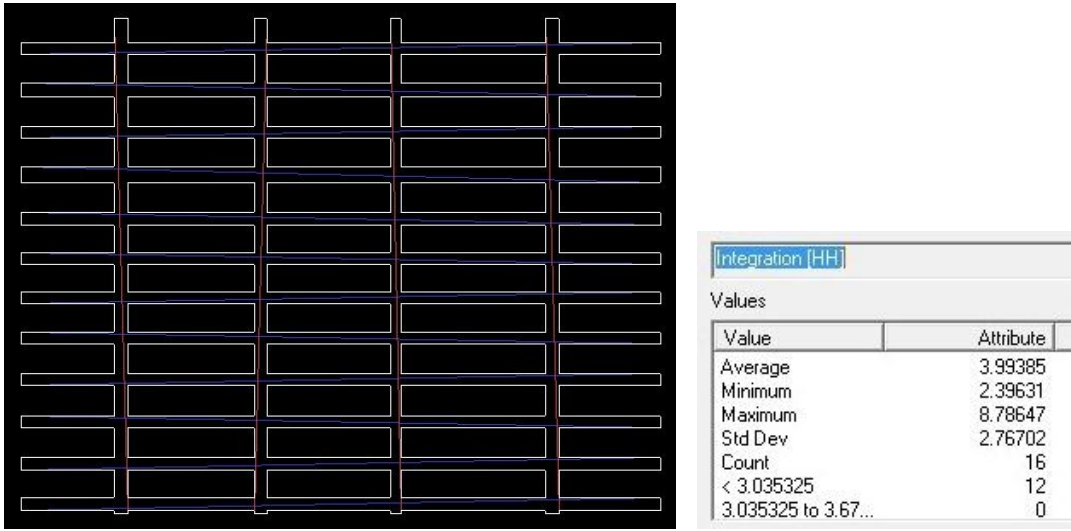 Integration [HH]
Values
Value Attribute
Average 3.99385
Minimum 2.39631
Maximum 8.78647
Std Dev 2.76702
Count 16
< 3.035325 12
3.035325 to 3.67... 0